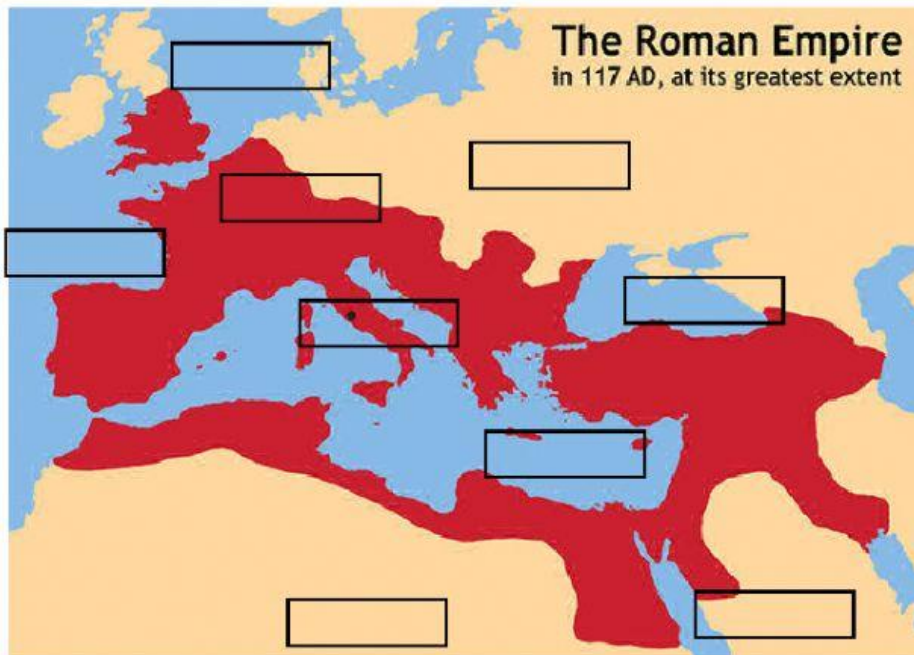 The Roman Empire
in 117 AD, at its greatest extent